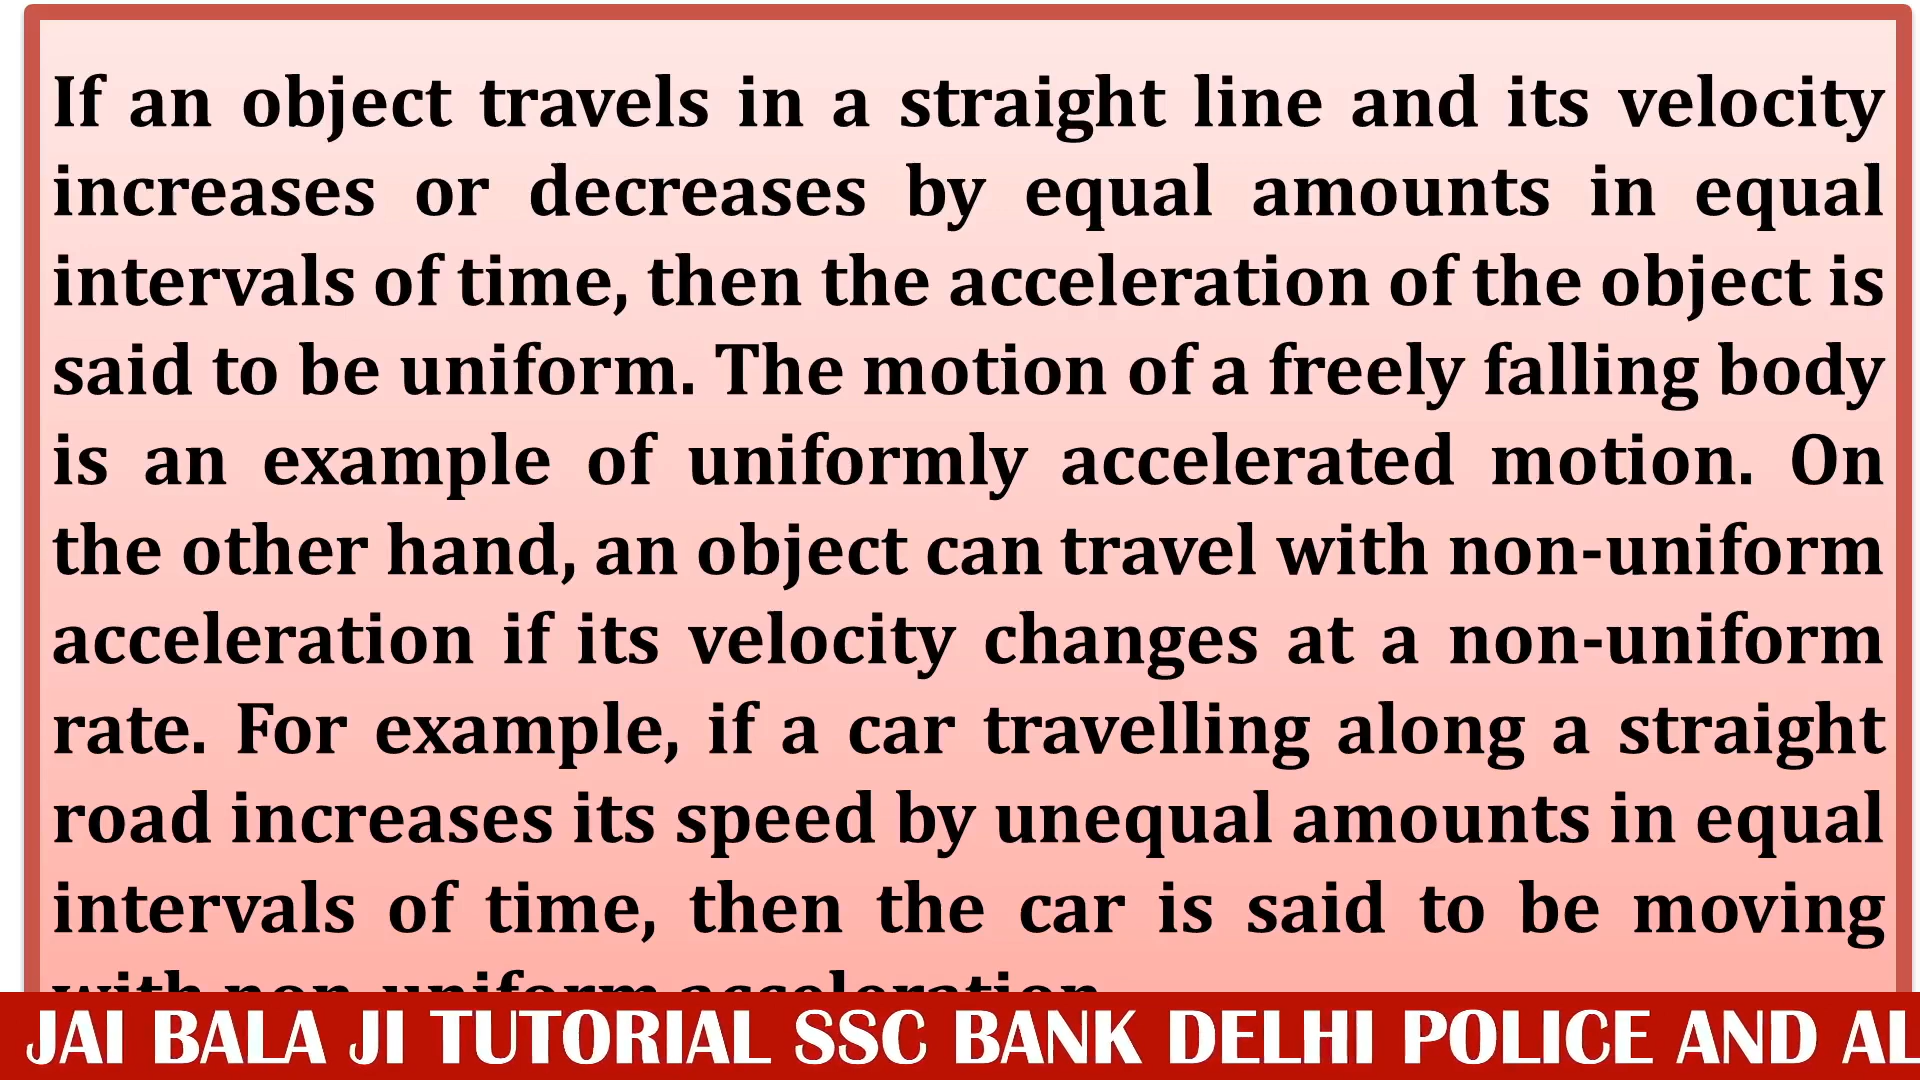 If an object travels in a straight line and its velocity
increases or decreases by equal amounts in equal
intervals of time, then the acceleration of the object is
said to be uniform. The motion of a freely falling body
is an example of uniformly accelerated motion. On
the other hand, an object can travel with non-uniform
acceleration if its velocity changes at a non-uniform
rate. For example, if a car travelling along a straight
road increases its speed by unequal amounts in equal
intervals of time, then the car is said to be moving
with non-uniform acceleration.
JAI BALA JI TUTORIAL SSC BANK DELHI POLICE AND AL